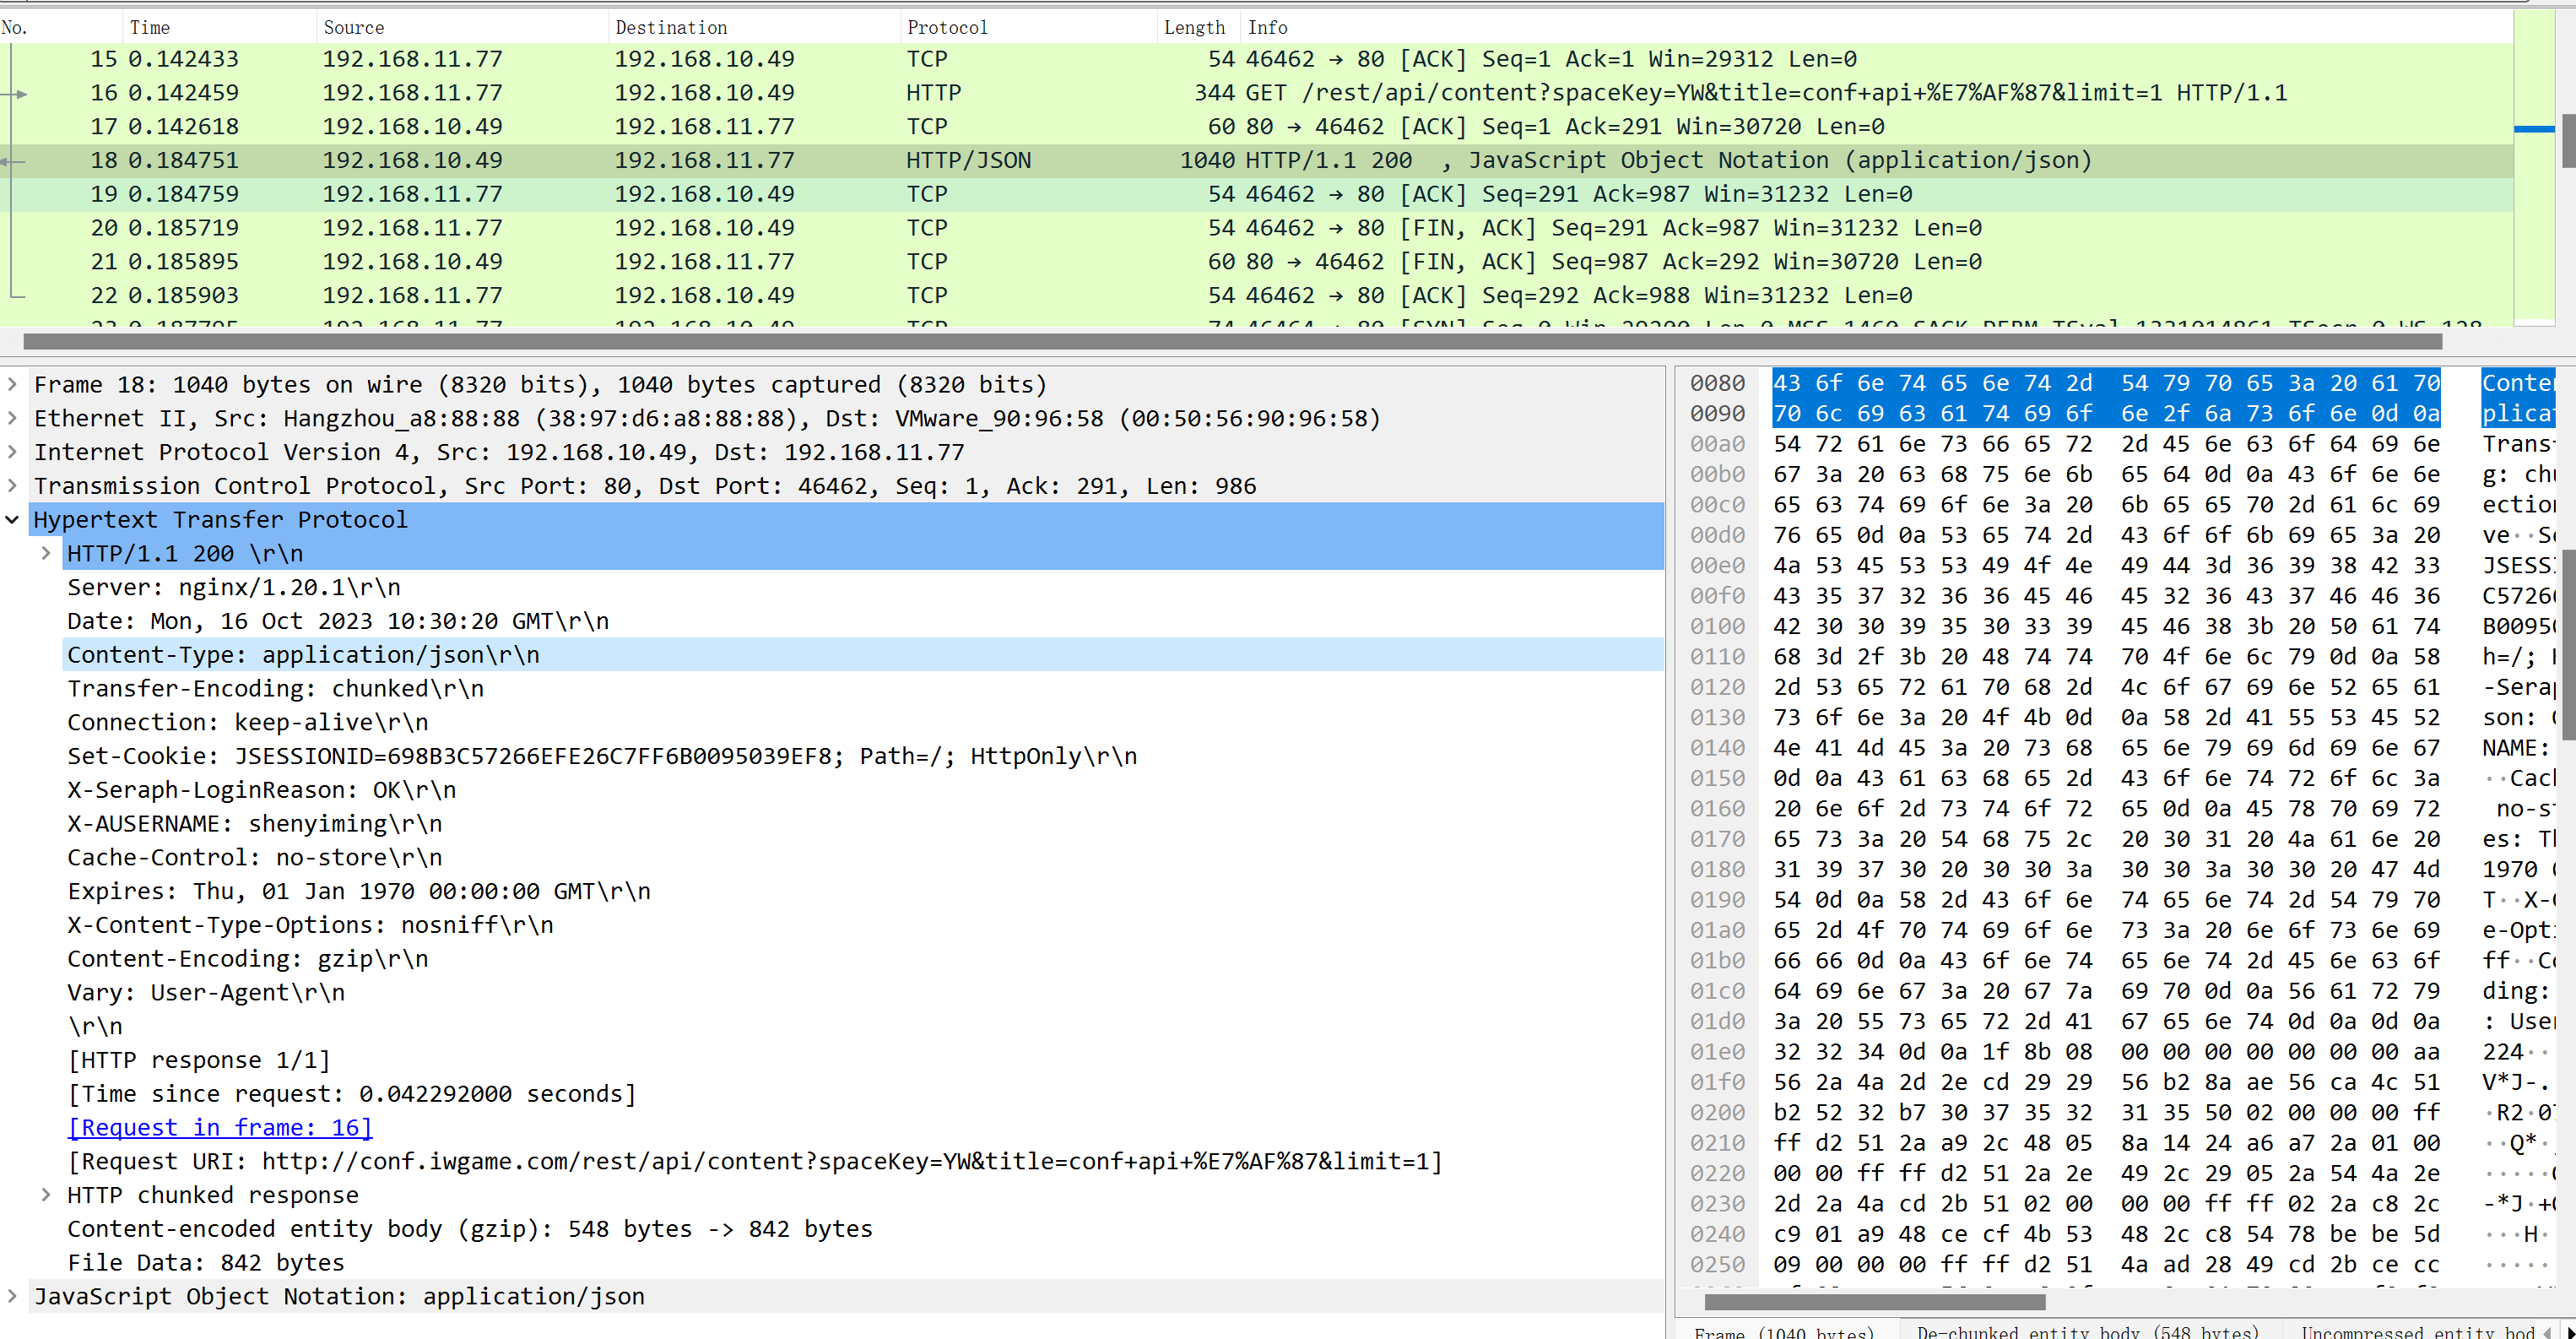 No. Time Source Destination Protocol Length Info
15 0.142433 192.168.11.77 192.168.10.49 TCP 54 46462 → 80 [ACK] Seq=1 Ack=1 Win=29312 Len=0
16 0.142459 192.168.11.77 192.168.10.49 HTTP 344 GET /rest/api/content?spaceKey=YW&title=conf+api+%E7%AF%87&limit=1 HTTP/1.1
17 0.142618 192.168.10.49 192.168.11.77 TCP 60 80 → 46462 [ACK] Seq=1 Ack=291 Win=30720 Len=0
18 0.184751 192.168.10.49 192.168.11.77 HTTP/JSON 1040 HTTP/1.1 200 , JavaScript Object Notation (application/json)
19 0.184759 192.168.11.77 192.168.10.49 TCP 54 46462 → 80 [ACK] Seq=291 Ack=987 Win=31232 Len=0
20 0.185719 192.168.11.77 192.168.10.49 TCP 54 46462 → 80 [FIN, ACK] Seq=291 Ack=987 Win=31232 Len=0
21 0.185895 192.168.10.49 192.168.11.77 TCP 60 80 → 46462 [FIN, ACK] Seq=987 Ack=292 Win=30720 Len=0
22 0.185903 192.168.11.77 192.168.10.49 TCP 54 46462 → 80 [ACK] Seq=292 Ack=988 Win=31232 Len=0
Frame 18: 1040 bytes on wire (8320 bits), 1040 bytes captured (8320 bits)
Ethernet II, Src: Hangzhou_a8:88:88 (38:97:d6:a8:88:88), Dst: VMware_90:96:58 (00:50:56:90:96:58)
Internet Protocol Version 4, Src: 192.168.10.49, Dst: 192.168.11.77
Transmission Control Protocol, Src Port: 80, Dst Port: 46462, Seq: 1, Ack: 291, Len: 986
Hypertext Transfer Protocol
HTTP/1.1 200 \r\n
Server: nginx/1.20.1\r\n
Date: Mon, 16 Oct 2023 10:30:20 GMT\r\n
Content-Type: application/json\r\n
Transfer-Encoding: chunked\r\n
Connection: keep-alive\r\n
Set-Cookie: JSESSIONID=698B3C57266EFE26C7FF6B0095039EF8; Path=/; HttpOnly\r\n
X-Seraph-LoginReason: OK\r\n
X-AUSERNAME: shenyiming\r\n
Cache-Control: no-store\r\n
Expires: Thu, 01 Jan 1970 00:00:00 GMT\r\n
X-Content-Type-Options: nosniff\r\n
Content-Encoding: gzip\r\n
Vary: User-Agent\r\n
\r\n
[HTTP response 1/1]
[Time since request: 0.042292000 seconds]
[Request in frame: 16]
[Request URI: http://conf.iwgame.com/rest/api/content?spaceKey=YW&title=conf+api+%E7%AF%87&limit=1]
HTTP chunked response
Content-encoded entity body (gzip): 548 bytes -> 842 bytes
File Data: 842 bytes
JavaScript Object Notation: application/json
0080 43 6f 6e 74 65 6e 74 2d 54 79 70 65 3a 20 61 70 Conte
0090 70 6c 69 63 61 74 69 6f 6e 2f 6a 73 6f 6e 0d 0a plica
00a0 54 72 61 6e 73 66 65 72 2d 45 6e 63 6f 64 69 6e Trans
00b0 67 3a 20 63 68 75 6e 6b 65 64 0d 0a 43 6f 6e 6e g: ch
00c0 65 63 74 69 6f 6e 3a 20 6b 65 65 70 2d 61 6c 69 ection
00d0 76 65 0d 0a 53 65 74 2d 43 6f 6f 6b 69 65 3a 20 ve··S
00e0 4a 53 45 53 53 49 4f 4e 49 44 3d 36 39 38 42 33 JSESS
00f0 43 35 37 32 36 36 45 46 45 32 36 43 37 46 46 36 C5726
0100 42 30 30 39 35 30 33 39 45 46 38 3b 20 50 61 74 B0095
0110 68 3d 2f 3b 20 48 74 74 70 4f 6e 6c 79 0d 0a 58 h=/;
0120 2d 53 65 72 61 70 68 2d 4c 6f 67 69 6e 52 65 61 -Sera
0130 73 6f 6e 3a 20 4f 4b 0d 0a 58 2d 41 55 53 45 52 son:
0140 4e 41 4d 45 3a 20 73 68 65 6e 79 69 6d 69 6e 67 NAME:
0150 0d 0a 43 61 63 68 65 2d 43 6f 6e 74 72 6f 6c 3a ··Cac
0160 20 6e 6f 2d 73 74 6f 72 65 0d 0a 45 78 70 69 72 no-s
0170 65 73 3a 20 54 68 75 2c 20 30 31 20 4a 61 6e 20 es: T
0180 31 39 37 30 20 30 30 3a 30 30 3a 30 30 20 47 4d 1970
0190 54 0d 0a 58 2d 43 6f 6e 74 65 6e 74 2d 54 79 70 T··X-
01a0 65 2d 4f 70 74 69 6f 6e 73 3a 20 6e 6f 73 6e 69 e-Opt
01b0 66 66 0d 0a 43 6f 6e 74 65 6e 74 2d 45 6e 63 6f ff··C
01c0 64 69 6e 67 3a 20 67 7a 69 70 0d 0a 56 61 72 79 ding:
01d0 3a 20 55 73 65 72 2d 41 67 65 6e 74 0d 0a 0d 0a : User
01e0 32 32 34 0d 0a 1f 8b 08 00 00 00 00 00 00 00 aa 224··
01f0 56 2a 4a 2d 2e cd 29 29 56 b2 8a ae 56 ca 4c 51 V*J-.
0200 b2 52 32 b7 30 37 35 32 31 35 50 02 00 00 00 ff ·R2·0
0210 ff d2 51 2a a9 2c 48 05 8a 14 24 a6 a7 2a 01 00 ··Q*·
0220 00 00 ff ff d2 51 2a 2e 49 2c 29 05 2a 54 4a 2e ·····
0230 2d 2a 4a cd 2b 51 02 00 00 00 ff ff 02 2a c8 2c -*J·+
0240 c9 01 a9 48 ce cf 4b 53 48 2c c8 54 78 be be 5d ···H·
0250 09 00 00 00 ff ff d2 51 4a ad 28 49 cd 2b ce cc ·····
Frame (1040 bytes) De-chunked entity body (548 bytes) Uncompressed entity bod